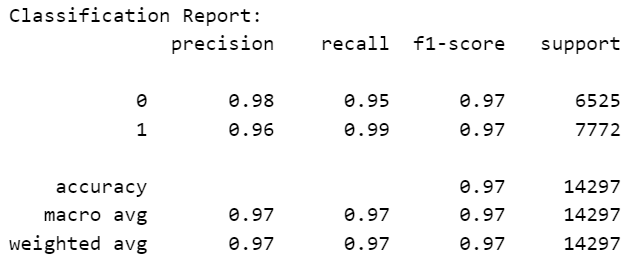 Classification Report:
precision recall f1-score support
0 0.98 0.95 0.97 6525
1 0.96 0.99 0.97 7772
accuracy 0.97 14297
macro avg 0.97 0.97 0.97 14297
weighted avg 0.97 0.97 0.97 14297